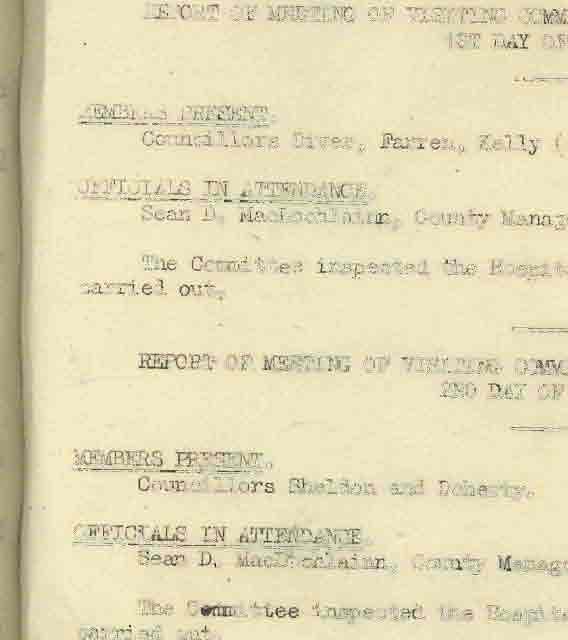 REPORT OF MEETING OF VISITING COMM
1ST DAY OF
MEMBERS PRESENT.
Councillors Diver, Farren, Kelly (
OFFICIALS IN ATTENDANCE.
Sean D. MacLochlainn, County Manag
The Committee inspected the Hospit
carried out.
REPORT OF MEETING OF VISITING COMM
2ND DAY OF
MEMBERS PRESENT.
Councillors Sheldon and Doherty.
OFFICIALS IN ATTENDANCE.
Sean D. MacLochlainn, County Manag
The Committee inspected the Hospit
carried out.